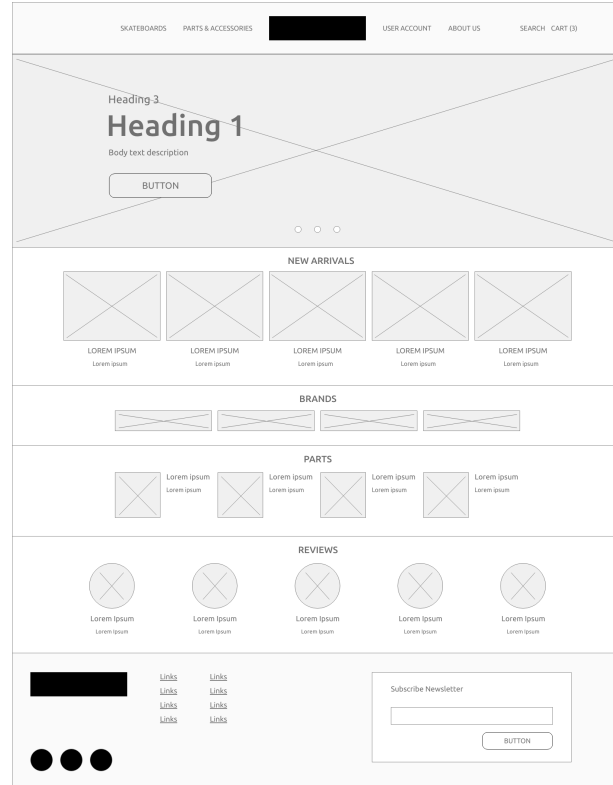 SKATEBOARDS PARTS & ACCESSORIES USER ACCOUNT ABOUT US SEARCH CART (3)
Heading 3
Heading 1
Body text description
BUTTON
NEW ARRIVALS
LOREM IPSUM LOREM IPSUM LOREM IPSUM LOREM IPSUM LOREM IPSUM
Lorem ipsum Lorem ipsum Lorem ipsum Lorem ipsum Lorem ipsum
BRANDS
PARTS
Lorem ipsum Lorem ipsum Lorem ipsum Lorem ipsum
Lorem ipsum Lorem ipsum Lorem ipsum Lorem ipsum
REVIEWS
Lorem Ipsum Lorem Ipsum Lorem Ipsum Lorem Ipsum Lorem Ipsum
Lorem Ipsum Lorem Ipsum Lorem Ipsum Lorem Ipsum Lorem Ipsum
Links Links
Links Links
Links Links
Links Links
Subscribe Newsletter
BUTTON